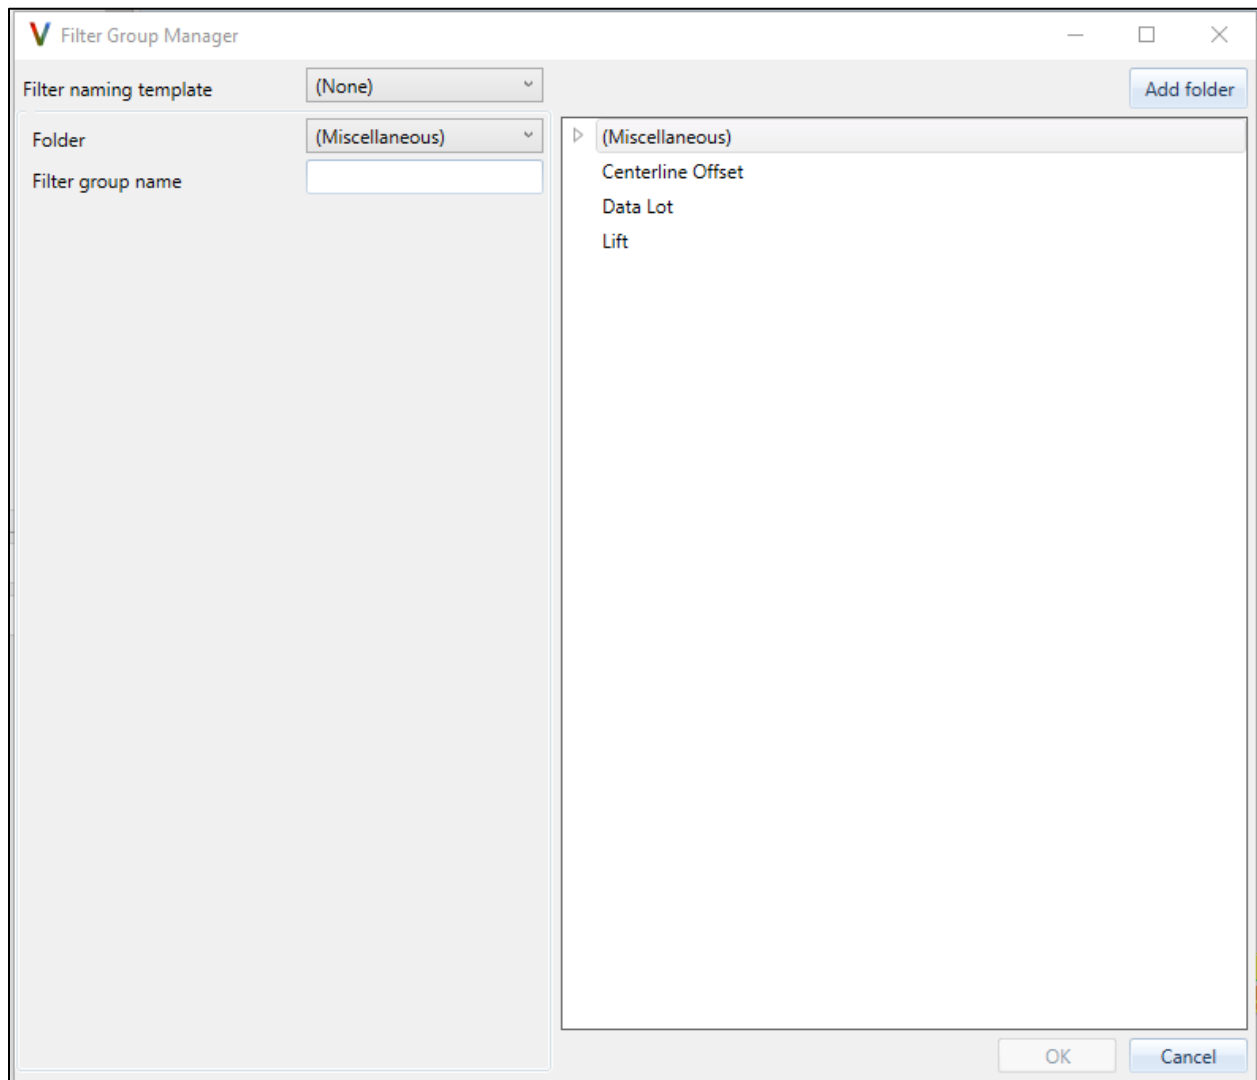 Filter Group Manager
Filter naming template
(None)
Add folder
Folder
(Miscellaneous)
Filter group name
(Miscellaneous)
Centerline Offset
Data Lot
Lift
OK
Cancel